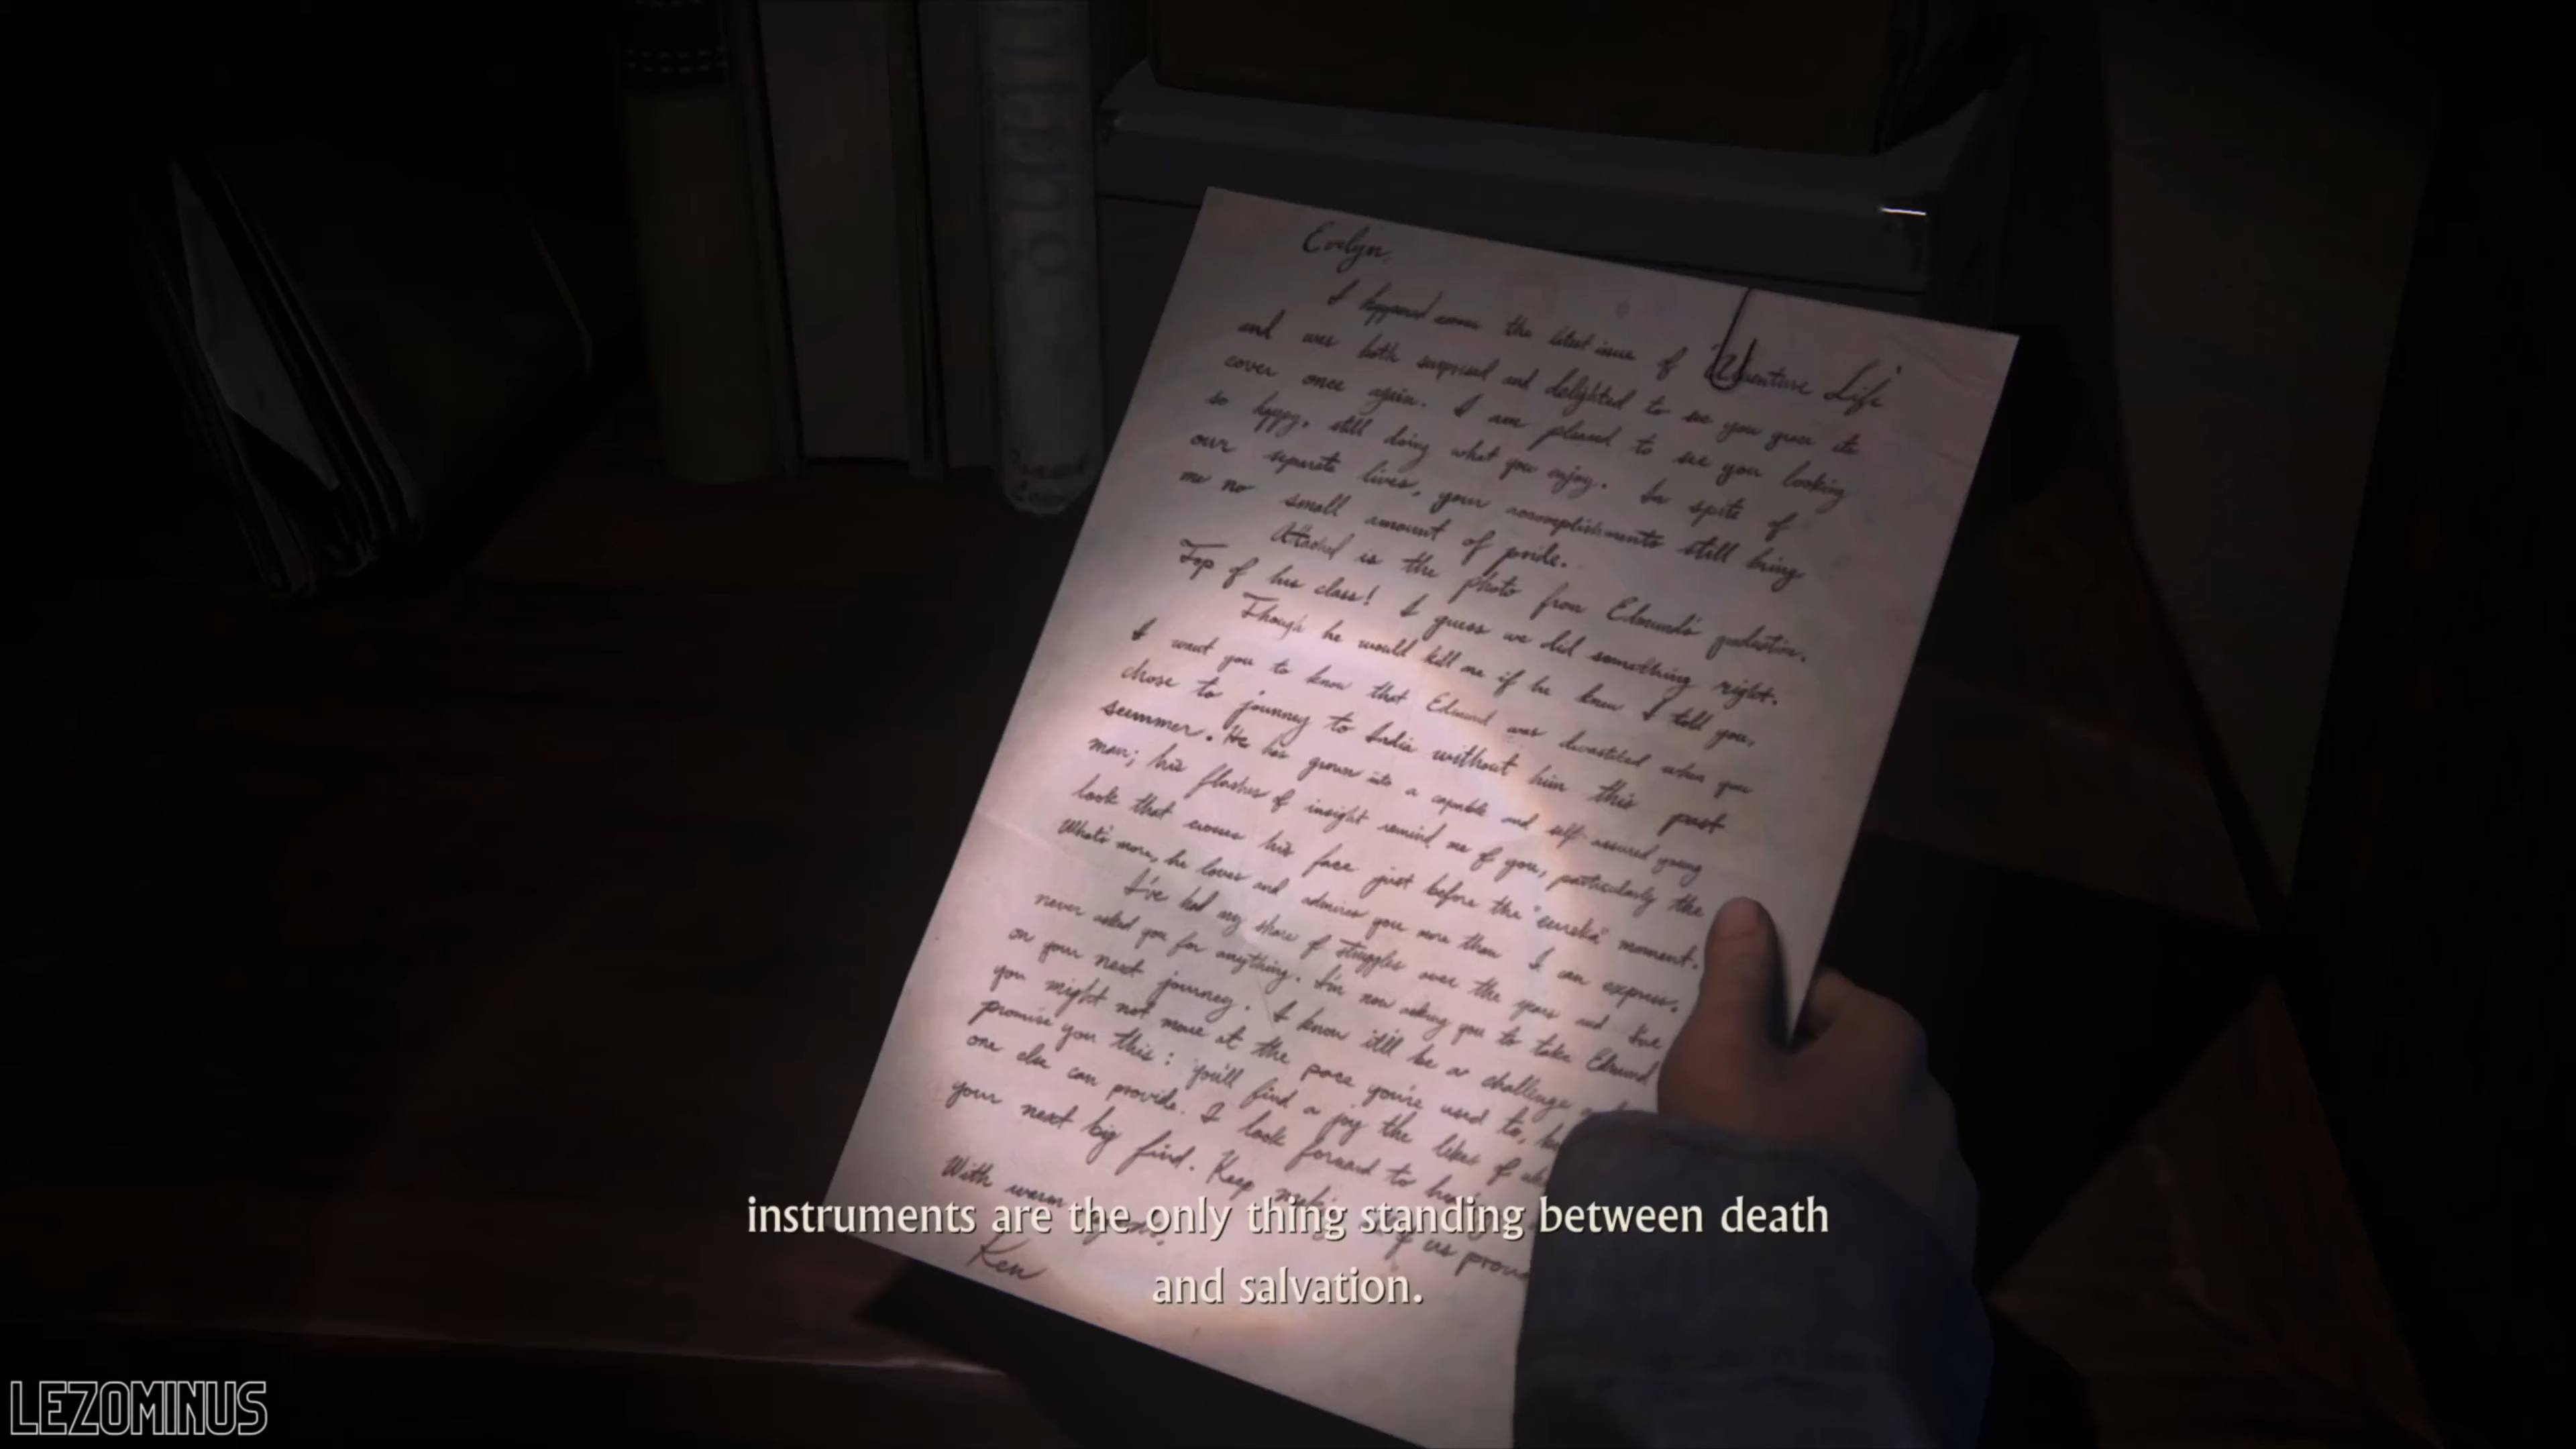 Evelyn,
I happened across the latest issue of Adventure Life
and was both surprised and delighted to see you grace its
cover once again. I am pleased to see you looking
so happy, still doing what you enjoy. In spite of
our separate lives, your accomplishments still bring
me no small amount of pride.
Attached is the photo from Edmund's graduation.
Top of his class! I guess we did something right.
Though he would kill me if he knew I told you,
I want you to know that Edmund was devastated when you
chose to journey to India without him this past
summer. He has grown into a capable and self-assured young
man; his flashes of insight remind me of you, particularly the
look that crosses his face just before the "eureka" moment.
What's more, he loves and admires you more than I can express.
I've had my share of struggles over the years and I've
never asked you for anything. I'm now asking you to take Edmund
on your next journey. I know it'll be a challenge
you might not move at the pace you're used to,
promise you this: you'll find a joy the likes of
one else can provide. I look forward to
your next big find. Keep of us
With warm
Ken
instruments are the only thing standing between death
and salvation.
LEZOMINUS